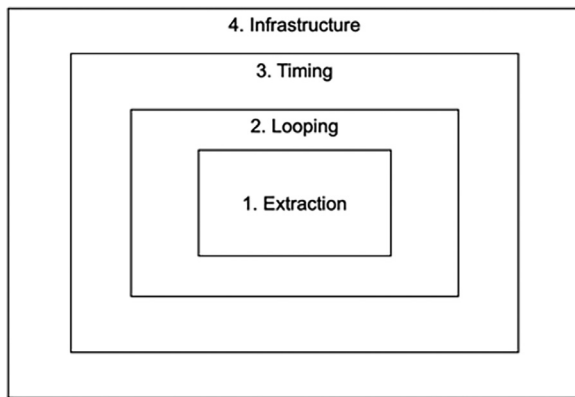 4. Infrastructure
3. Timing
2. Looping
1. Extraction